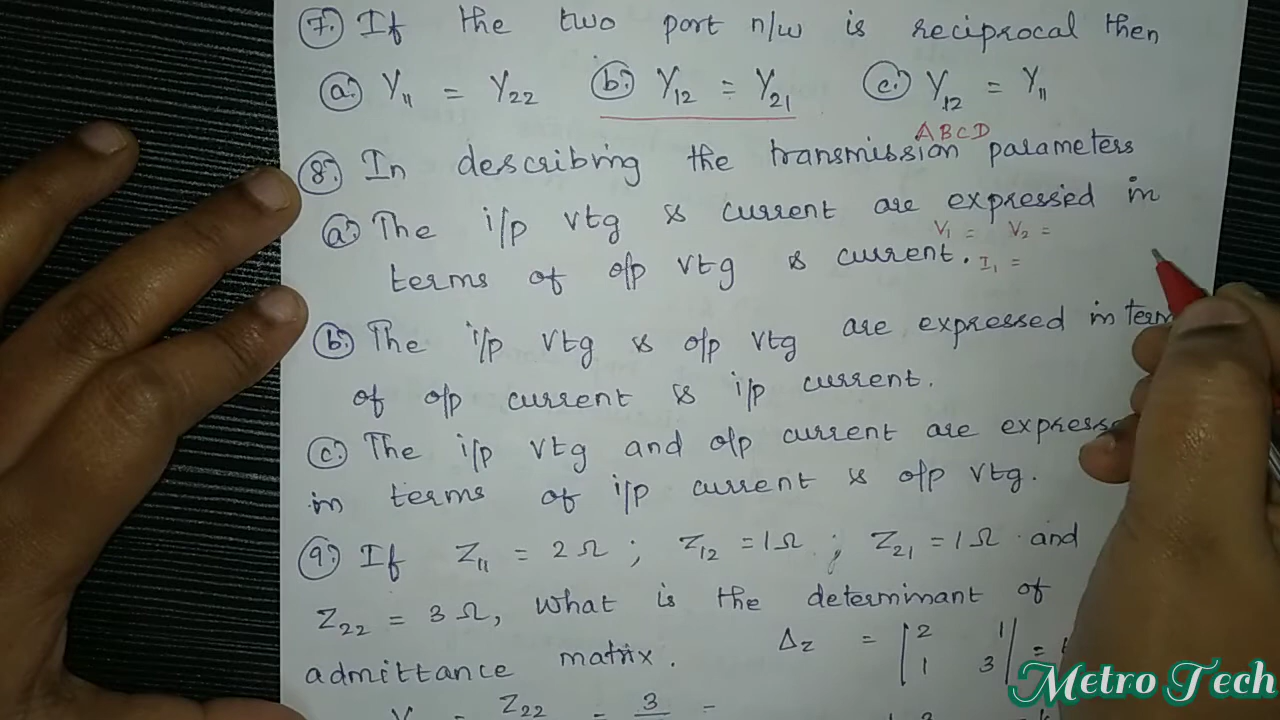 7. If the two port n/w is reciprocal then
a. Y11 = Y22 b. Y12 = Y21 c. Y12 = Y11
ABCD
8. In describing the transmission parameters
a. The i/p vtg & current are expressed in
V1 = V2 =
terms of o/p vtg & current. I1 =
b. The i/p vtg & o/p vtg are expressed in term
of o/p current & i/p current.
c. The i/p vtg and o/p current are express
in terms of i/p current & o/p vtg.
9. If Z11 = 2Ω ; Z12 = 1Ω ; Z21 = 1Ω and
Z22 = 3Ω, what is the determinant of
admittance matrix. Δz = |2 1| =
|1 3|
Z22 = 3 =
Metro Tech